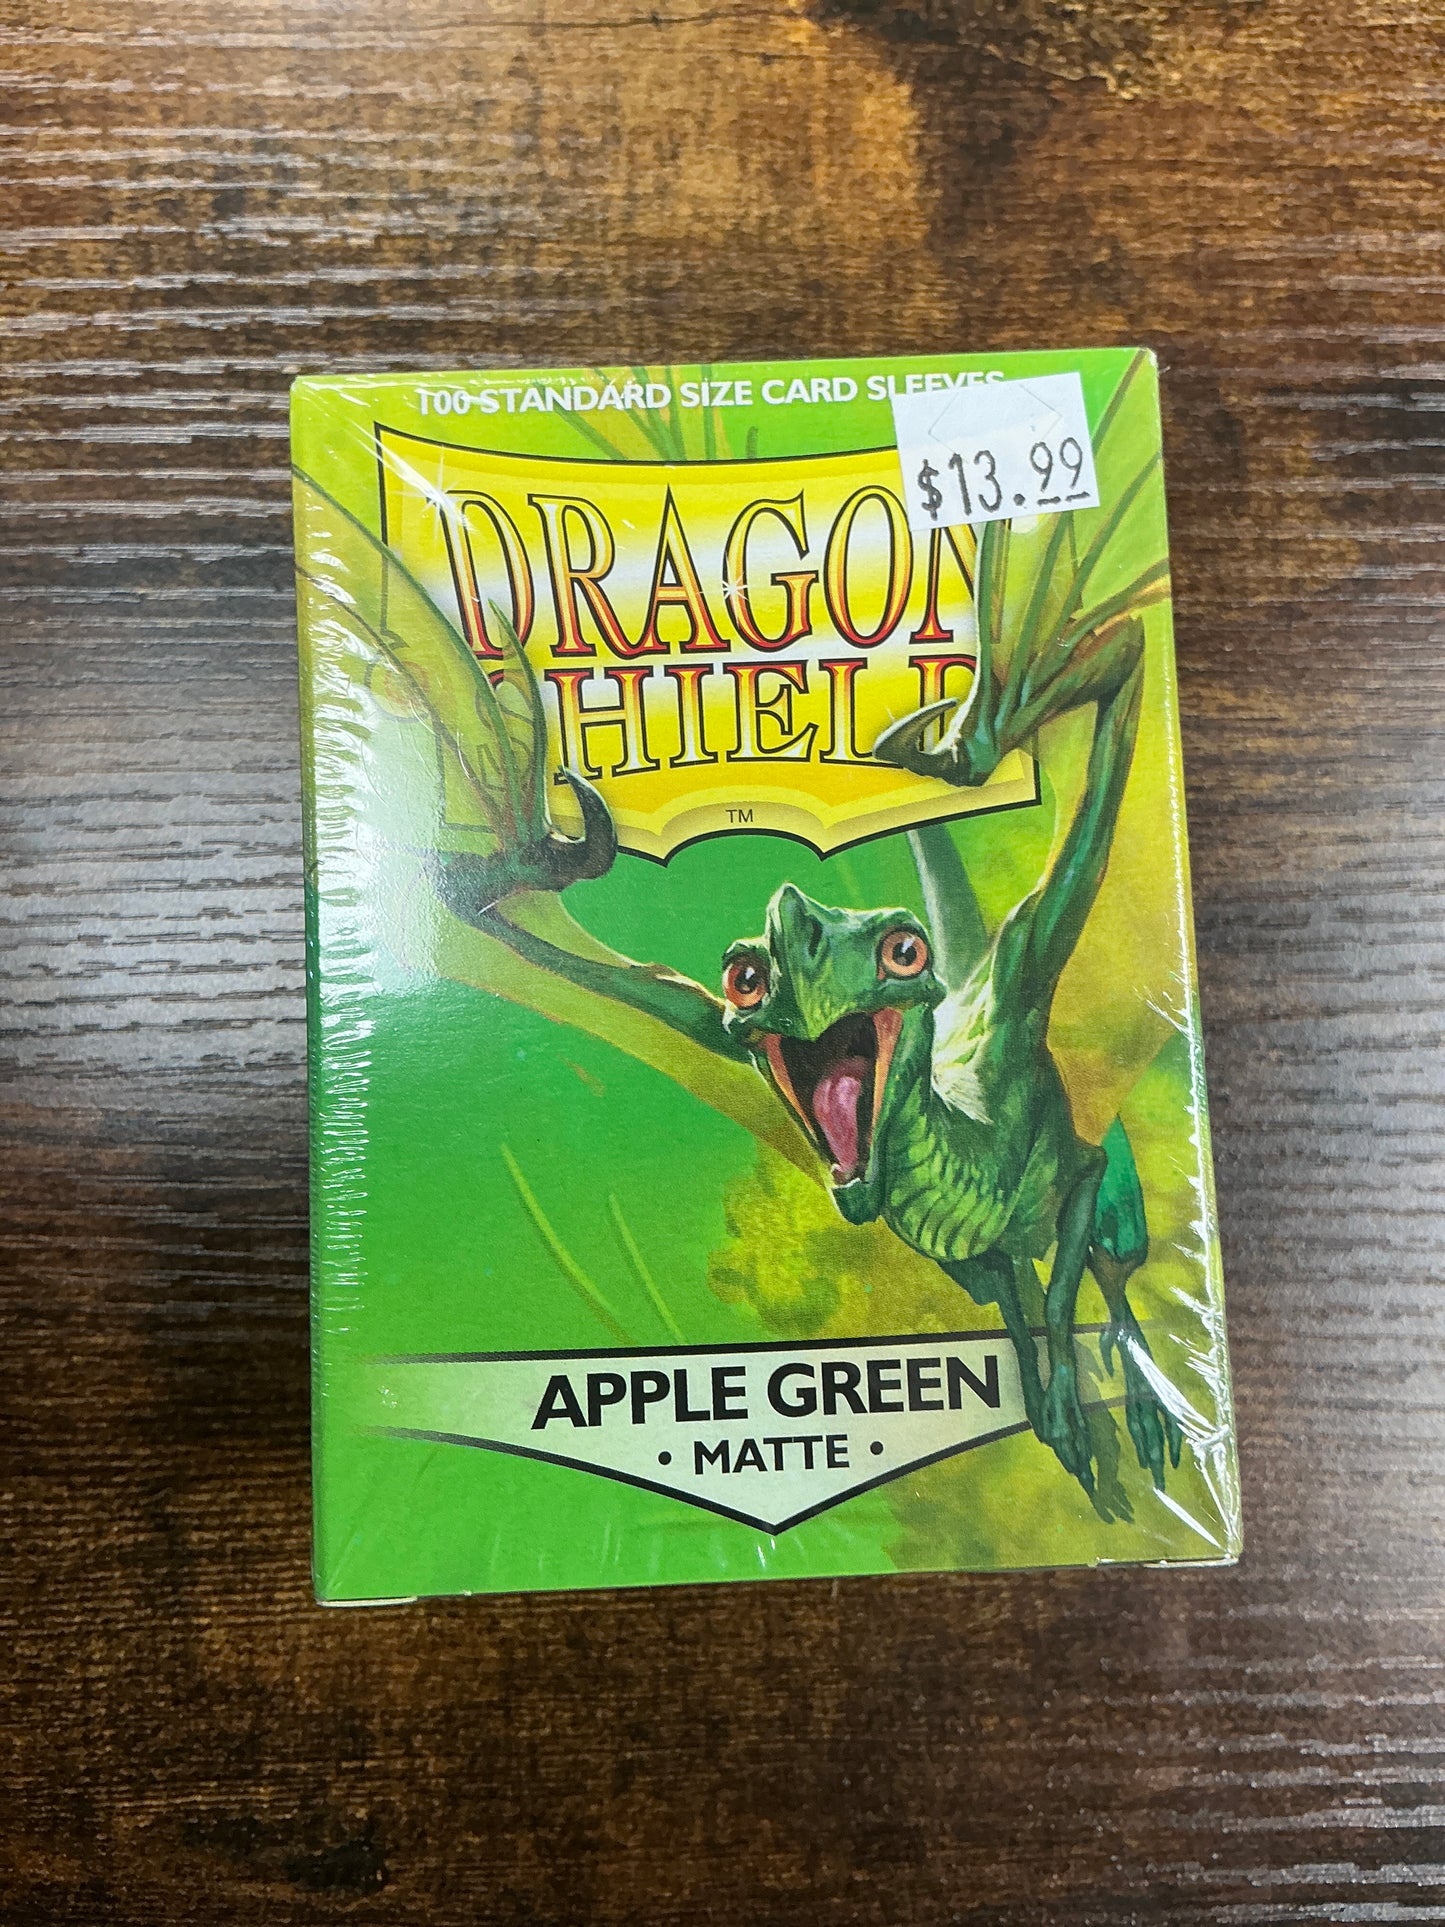 100 STANDARD SIZE CARD SLEEVES
$13.99
DRAGON
SHIELD
TM
APPLE GREEN
• MATTE •